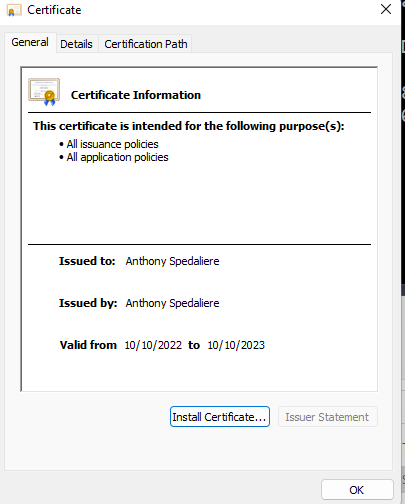 Certificate
General Details Certification Path
Certificate Information
This certificate is intended for the following purpose(s):
• All issuance policies
• All application policies
Issued to: Anthony Spedaliere
Issued by: Anthony Spedaliere
Valid from 10/10/2022 to 10/10/2023
Install Certificate... Issuer Statement
OK